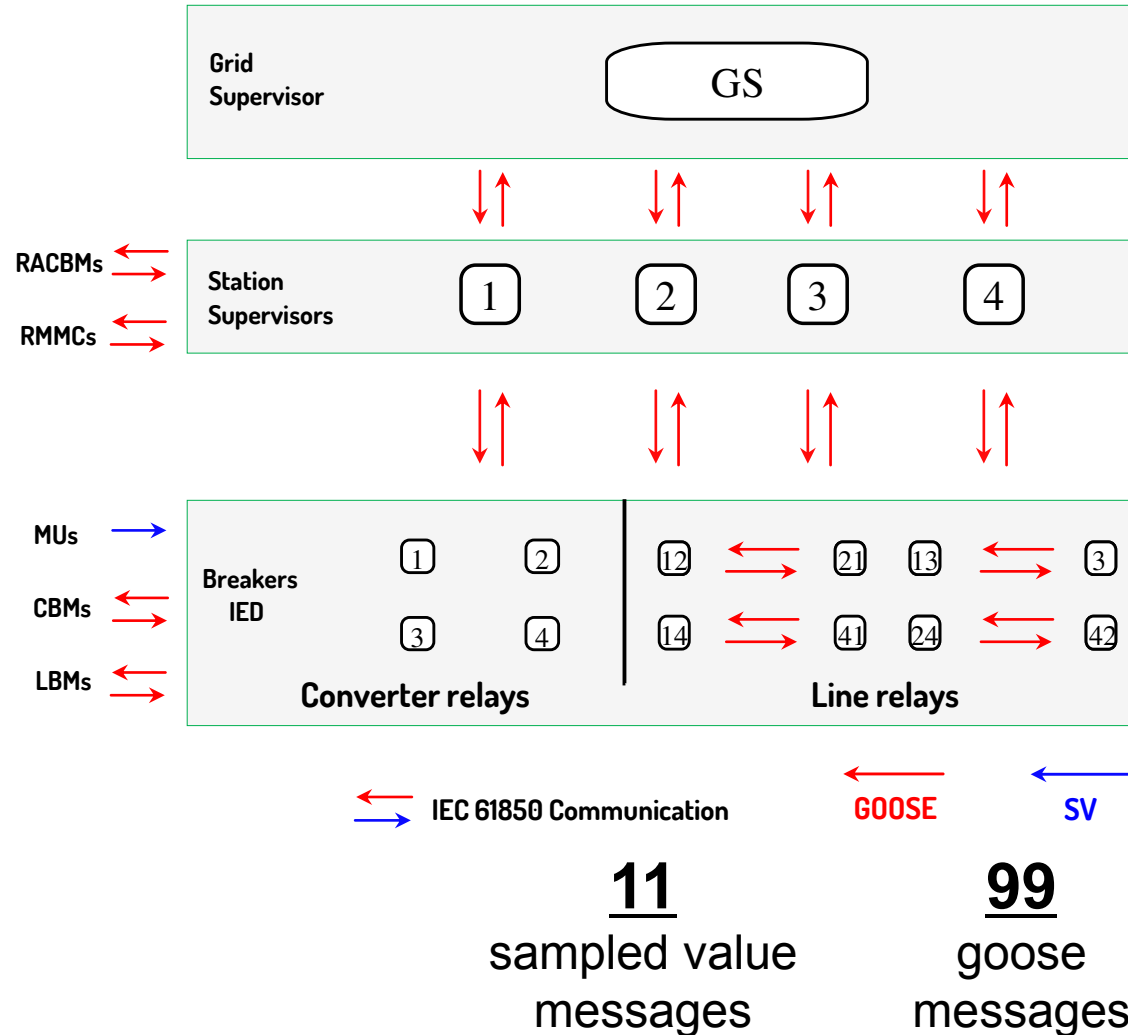 Grid
Supervisor
GS
RACBMs
RMMCs
Station
Supervisors
1 2 3 4
MUs
CBMs
LBMs
Breakers
IED
1 2 12 21 13 3
3 4 14 41 24 42
Converter relays Line relays
IEC 61850 Communication GOOSE SV
11 99
sampled value goose
messages messages